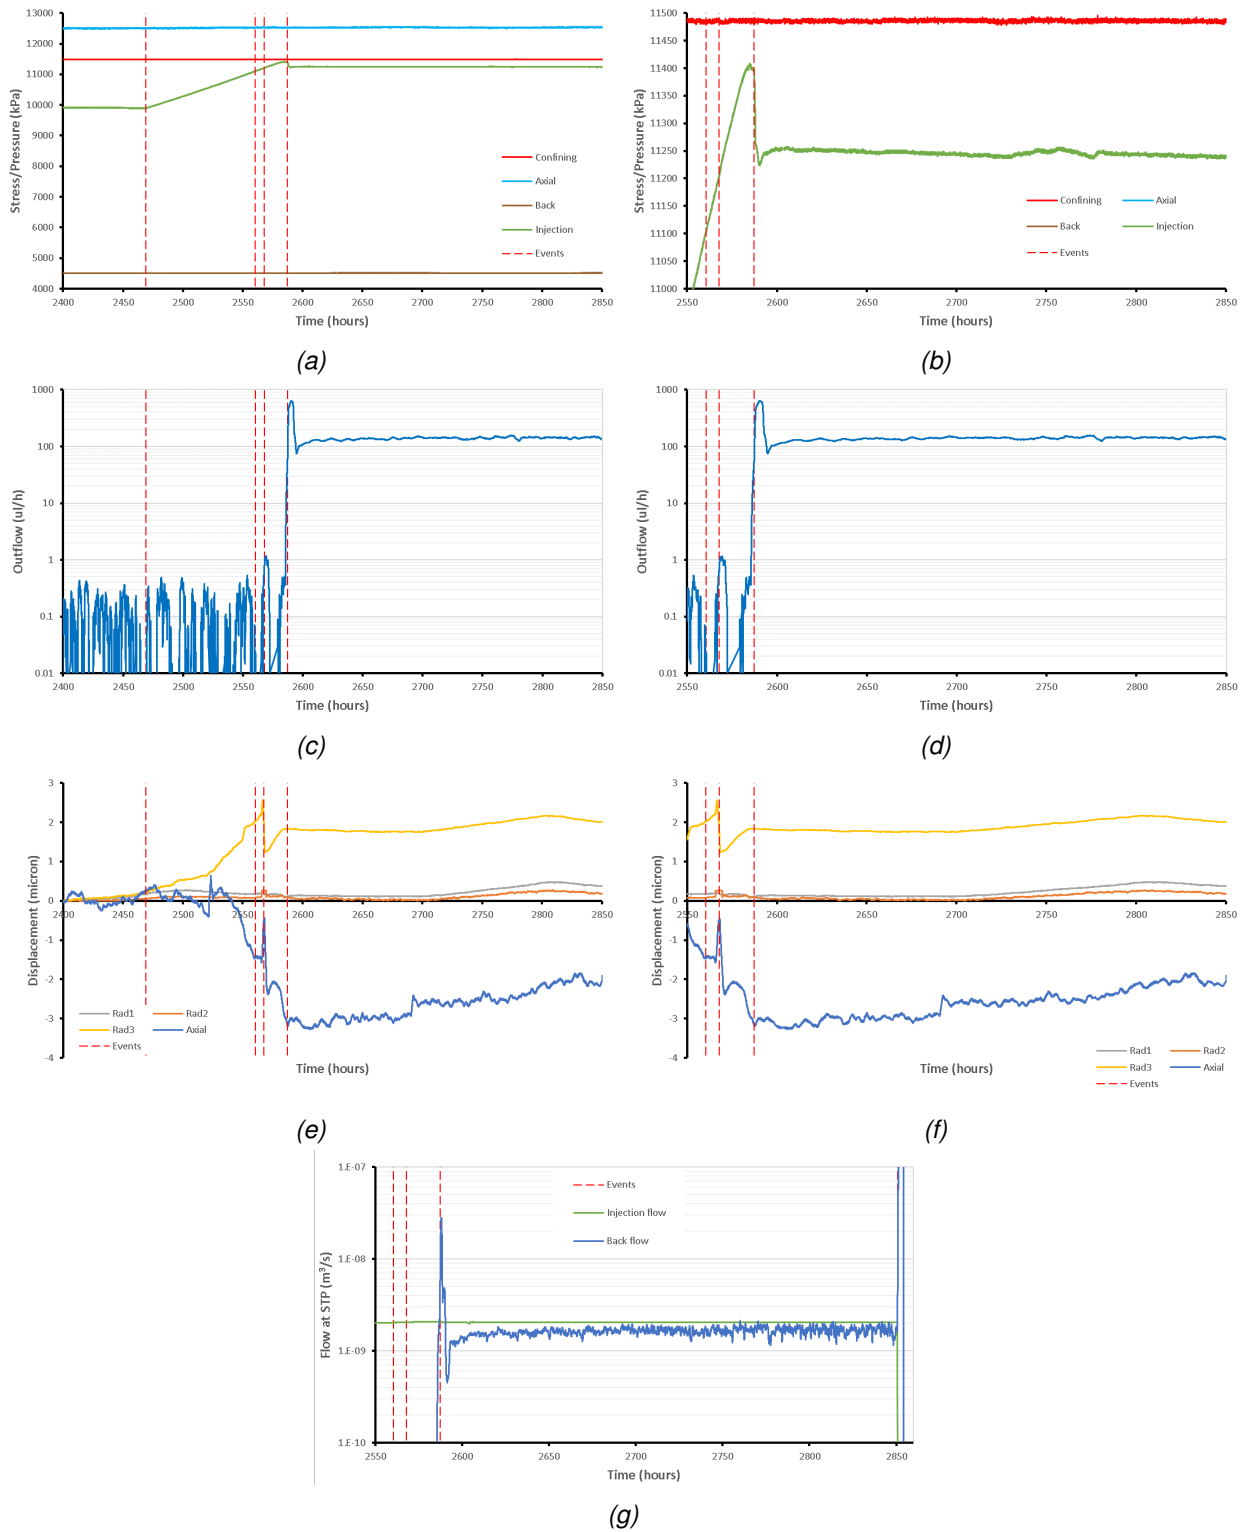 13000
12000
11000
10000
9000
8000
7000
6000
5000
4000
Stress/Pressure (kPa)
Confining
Axial
Back
Injection
Events
2400 2450 2500 2550 2600 2650 2700 2750 2800 2850
Time (hours)
(a)
11500
11450
11400
11350
11300
11250
11200
11150
11100
11050
11000
Stress/Pressure (kPa)
Confining Axial
Back Injection
Events
2550 2600 2650 2700 2750 2800 2850
Time (hours)
(b)
1000
100
10
1
0.1
0.01
Outflow (ul/h)
2400 2450 2500 2550 2600 2650 2700 2750 2800 2850
Time (hours)
(c)
1000
100
10
1
0.1
0.01
Outflow (ul/h)
2550 2600 2650 2700 2750 2800 2850
Time (hours)
(d)
3
2
1
0
-1
-2
-3
-4
Displacement (micron)
2400 2450 2500 2550 2600 2650 2700 2750 2800 2850
Rad1 Rad2
Rad3 Axial
Events
Time (hours)
(e)
3
2
1
0
-1
-2
-3
-4
Displacement (micron)
2550 2600 2650 2700 2750 2800 2850
Time (hours)
Rad1 Rad2
Rad3 Axial
Events
(f)
1.E-07
1.E-08
1.E-09
1.E-10
Flow at STP (m³/s)
Events
Injection flow
Back flow
2550 2600 2650 2700 2750 2800 2850
Time (hours)
(g)